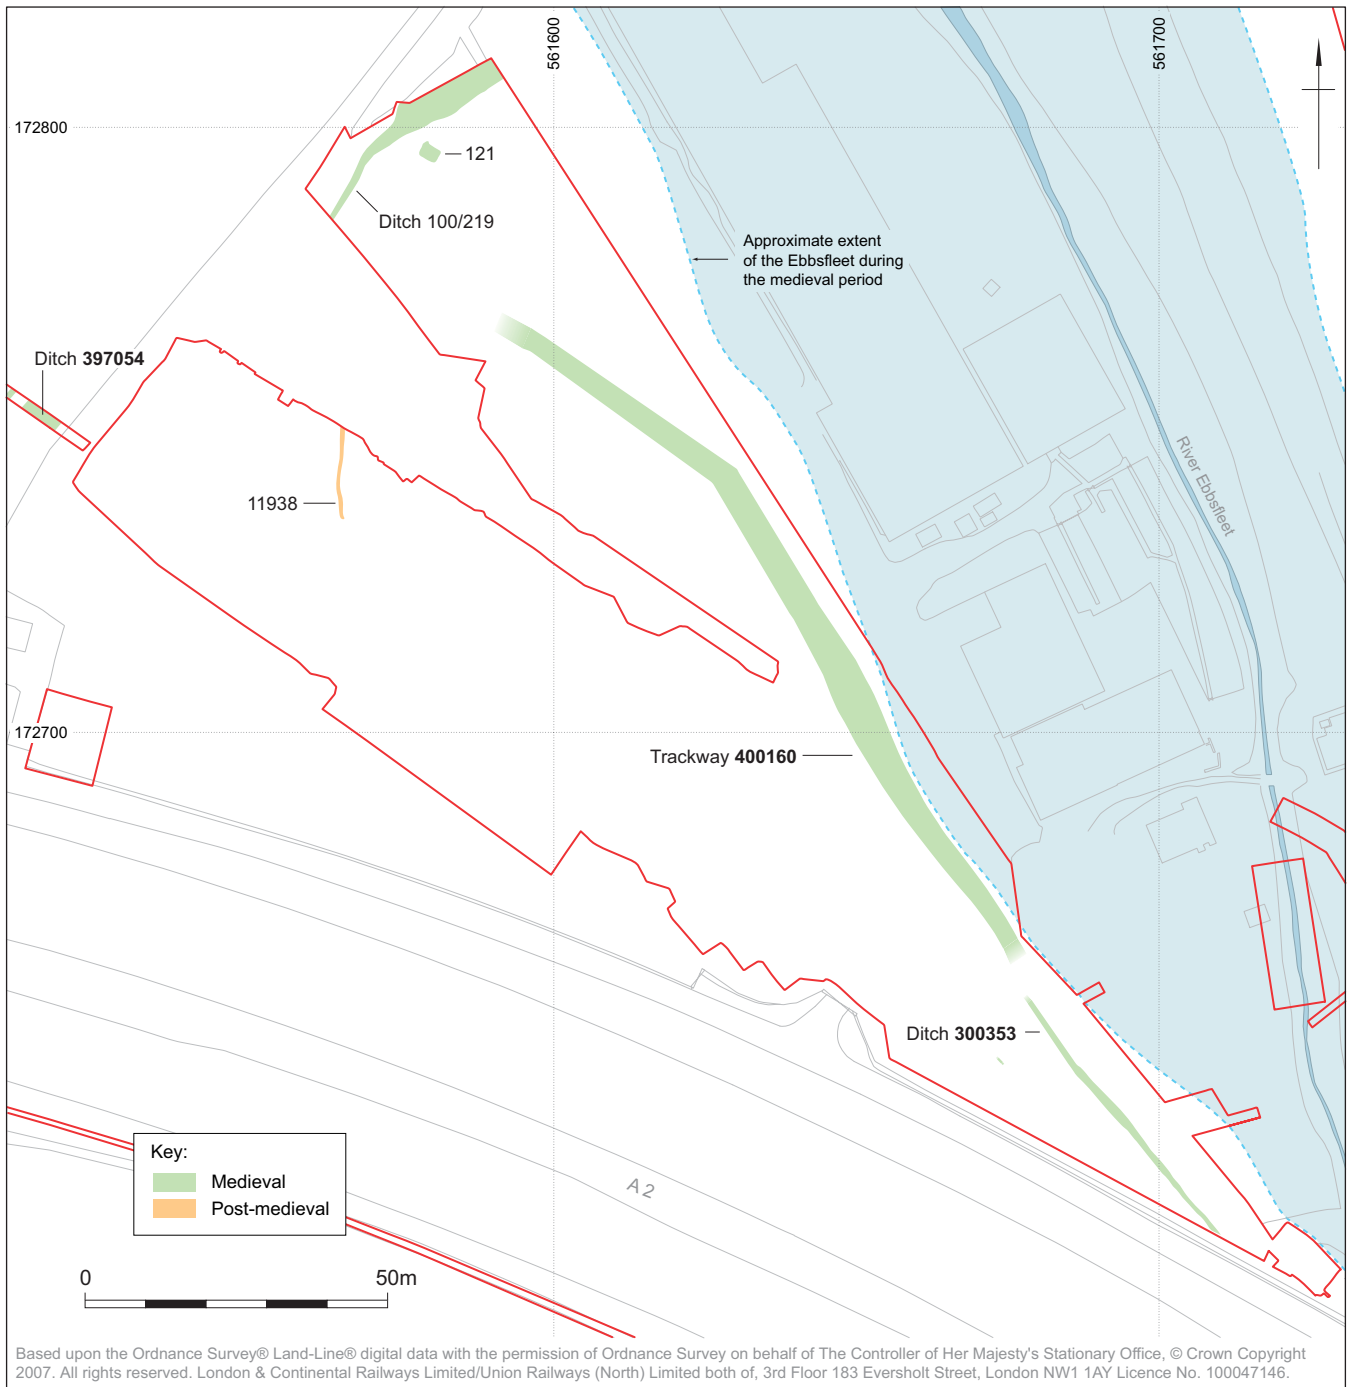 561600
561700
172800
121
Ditch 100/219
Approximate extent
of the Ebbsfleet during
the medieval period
Ditch 397054
River Ebbsfleet
11938
172700
Trackway 400160
Ditch 300353
Key:
Medieval
Post-medieval
A 2
0 50m
Based upon the Ordnance Survey® Land-Line® digital data with the permission of Ordnance Survey on behalf of The Controller of Her Majesty's Stationary Office, © Crown Copyright
2007. All rights reserved. London & Continental Railways Limited/Union Railways (North) Limited both of, 3rd Floor 183 Eversholt Street, London NW1 1AY Licence No. 100047146.